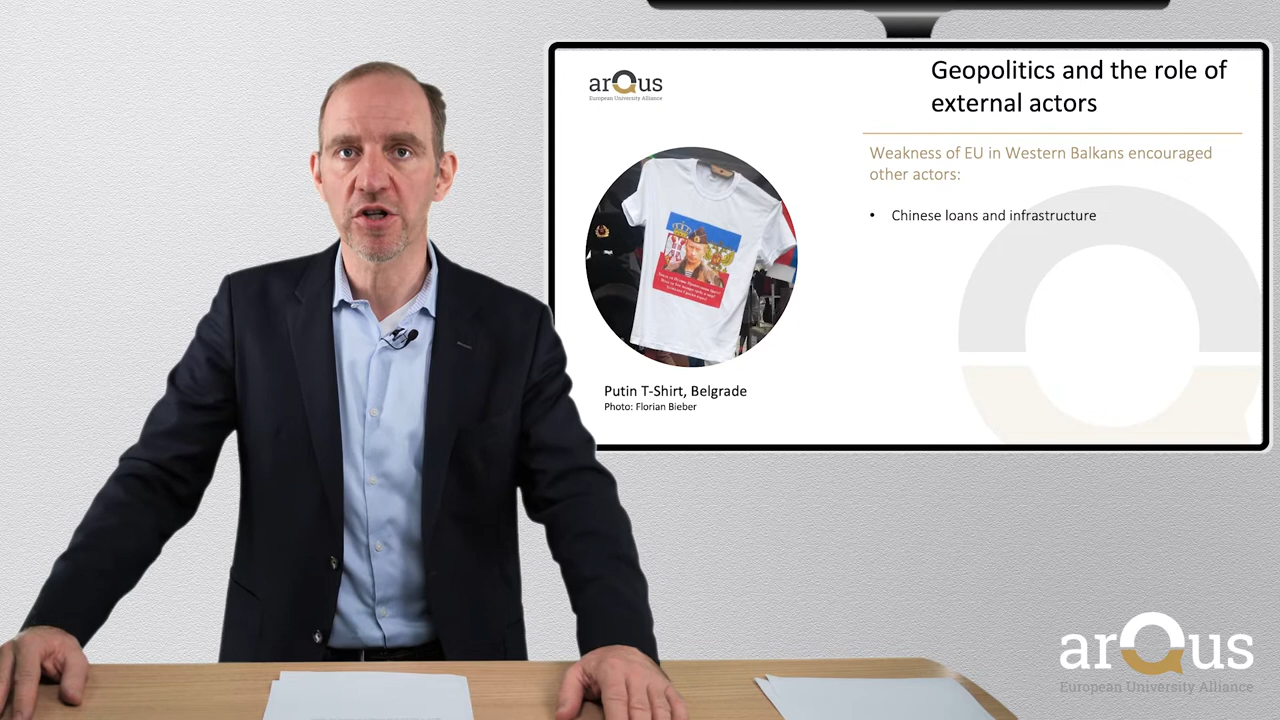 arQus
European University Alliance
Geopolitics and the role of
external actors
Weakness of EU in Western Balkans encouraged
other actors:
• Chinese loans and infrastructure
Putin T-Shirt, Belgrade
Photo: Florian Bieber
arQus
European University Alliance